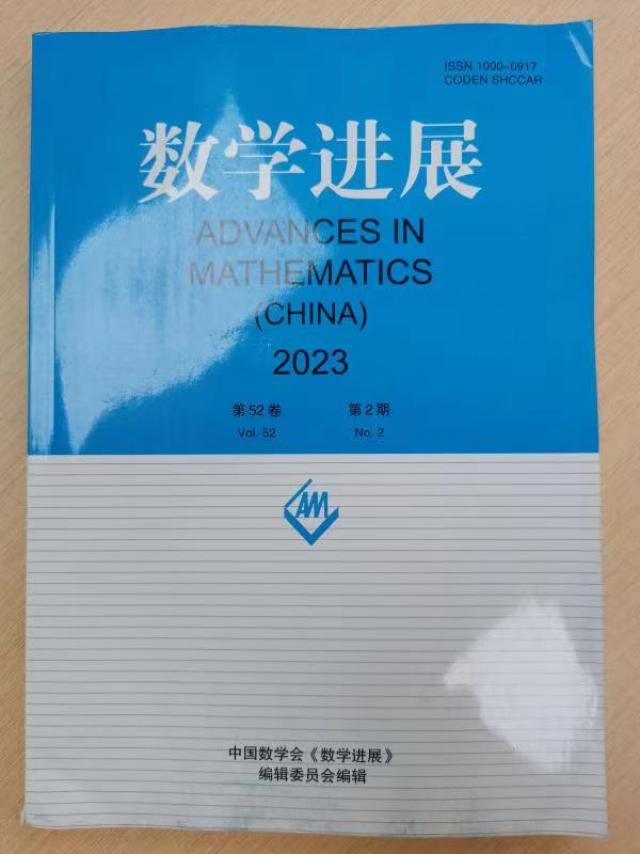 ISSN 1000-0917
CODEN SHCCAR
数学进展
ADVANCES IN
MATHEMATICS
(CHINA)
2023
第52卷 第2期
Vol. 52 No. 2
AM
中国数学会《数学进展》
编辑委员会编辑